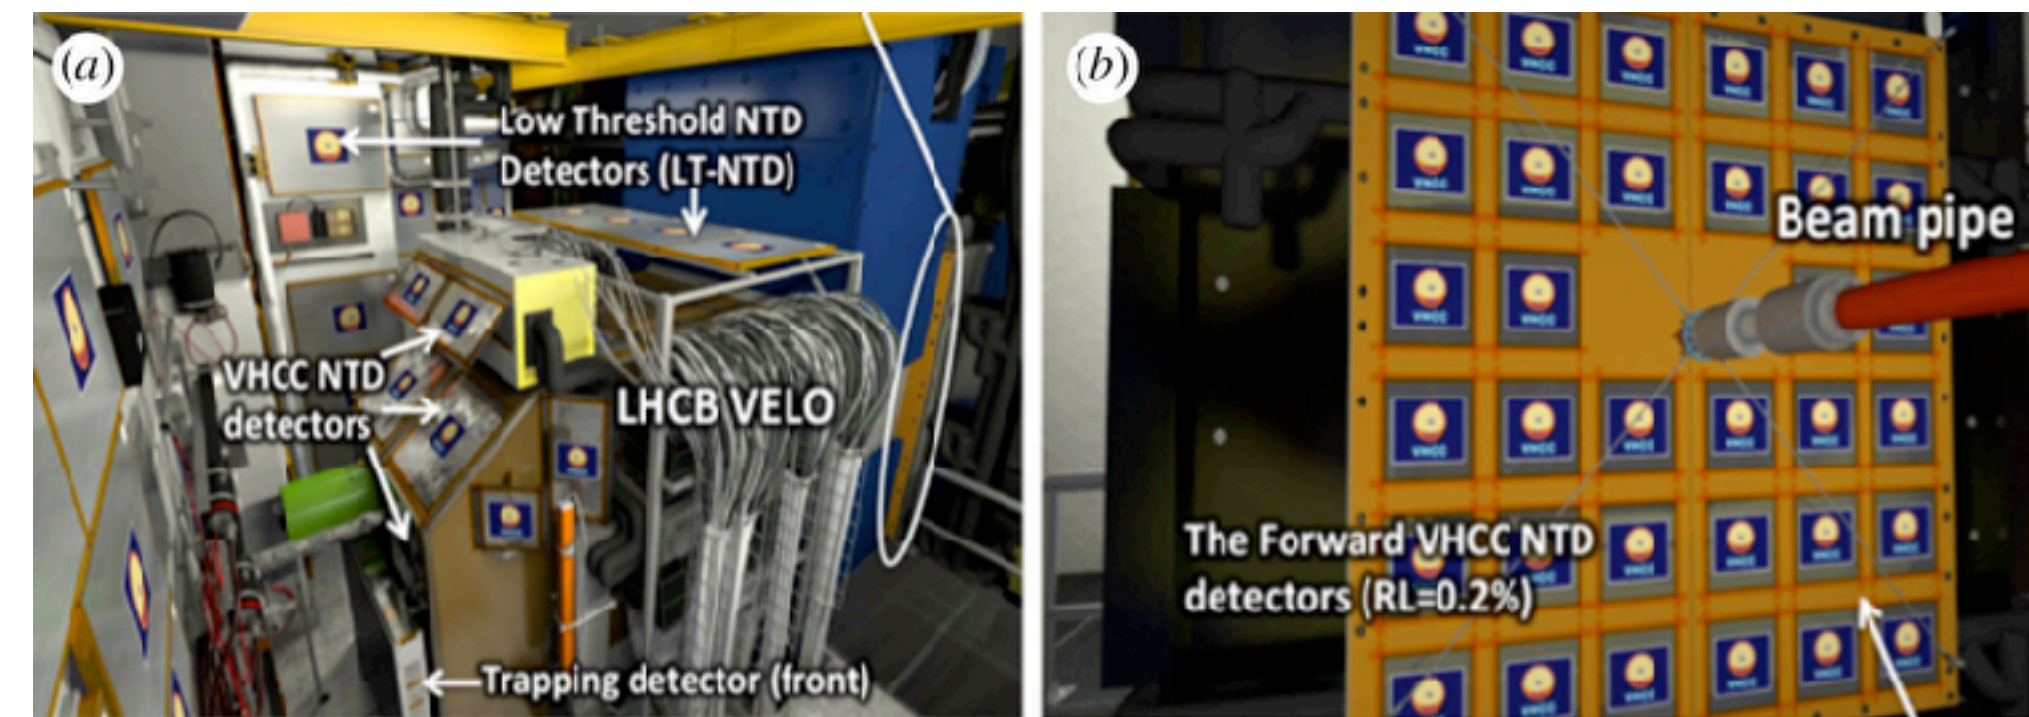 (a)
Low Threshold NTD
Detectors (LT-NTD)
VHCC NTD
detectors
LHCB VELO
Trapping detector (front)
(b)
Beam pipe
The Forward VHCC NTD
detectors (RL=0.2%)